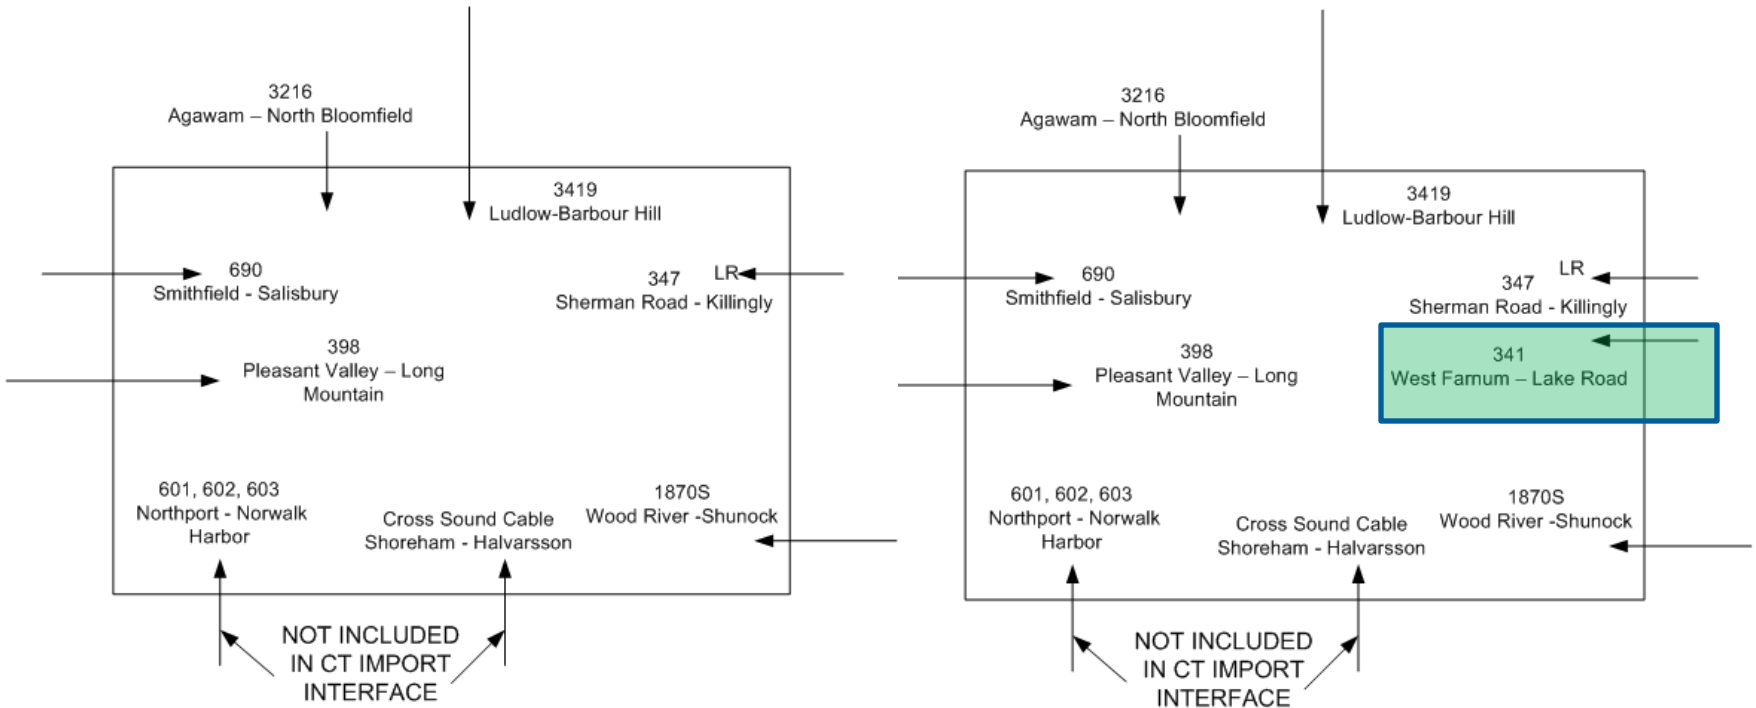 3216
Agawam – North Bloomfield
3419
Ludlow-Barbour Hill
690
Smithfield - Salisbury
LR
347
Sherman Road - Killingly
398
Pleasant Valley – Long
Mountain
601, 602, 603
Northport - Norwalk
Harbor
Cross Sound Cable
Shoreham - Halvarsson
1870S
Wood River -Shunock
NOT INCLUDED
IN CT IMPORT
INTERFACE
3216
Agawam – North Bloomfield
3419
Ludlow-Barbour Hill
690
Smithfield - Salisbury
LR
347
Sherman Road - Killingly
341
West Farnum – Lake Road
398
Pleasant Valley – Long
Mountain
601, 602, 603
Northport - Norwalk
Harbor
Cross Sound Cable
Shoreham - Halvarsson
1870S
Wood River -Shunock
NOT INCLUDED
IN CT IMPORT
INTERFACE